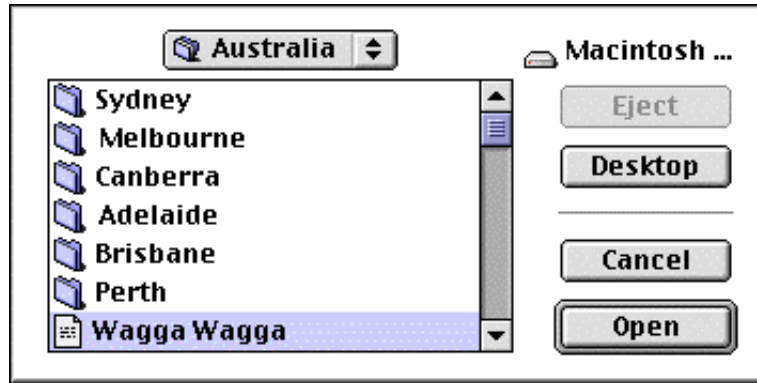 Australia
Macintosh ...
Sydney
Melbourne
Canberra
Adelaide
Brisbane
Perth
Wagga Wagga
Eject
Desktop
Cancel
Open